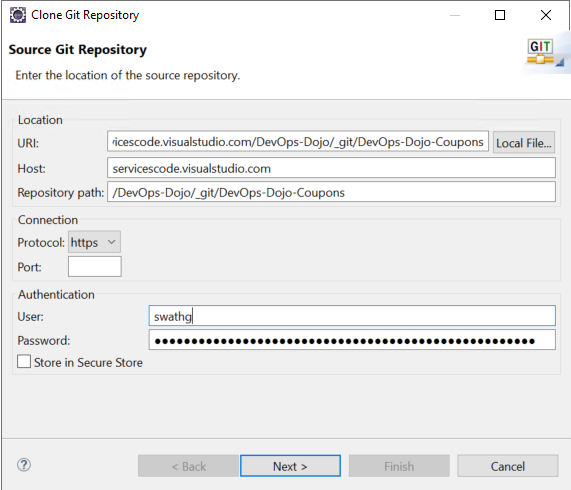 Clone Git Repository
Source Git Repository
Enter the location of the source repository.
GIT
Location
URI: vicescode.visualstudio.com/DevOps-Dojo/_git/DevOps-Dojo-Coupons Local File...
Host: servicescode.visualstudio.com
Repository path: /DevOps-Dojo/_git/DevOps-Dojo-Coupons
Connection
Protocol: https
Port:
Authentication
User: swathg
Password: ●●●●●●●●●●●●●●●●●●●●●●●●●●●●●●●●●●●●●●●●●●●●●●●●●●●●
Store in Secure Store
? < Back Next > Finish Cancel